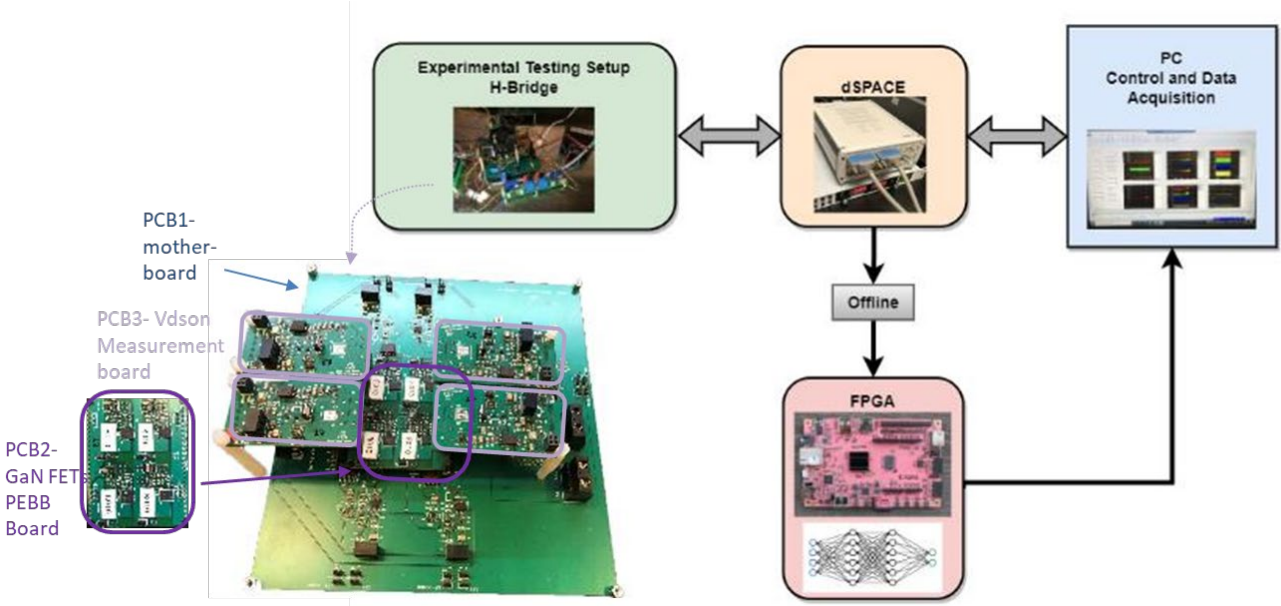 Experimental Testing Setup
H-Bridge
dSPACE
PC
Control and Data
Acquisition
PCB1-
mother-
board
PCB3- Vdson
Measurement
board
PCB2-
GaN FETs
PEBB
Board
Offline
FPGA